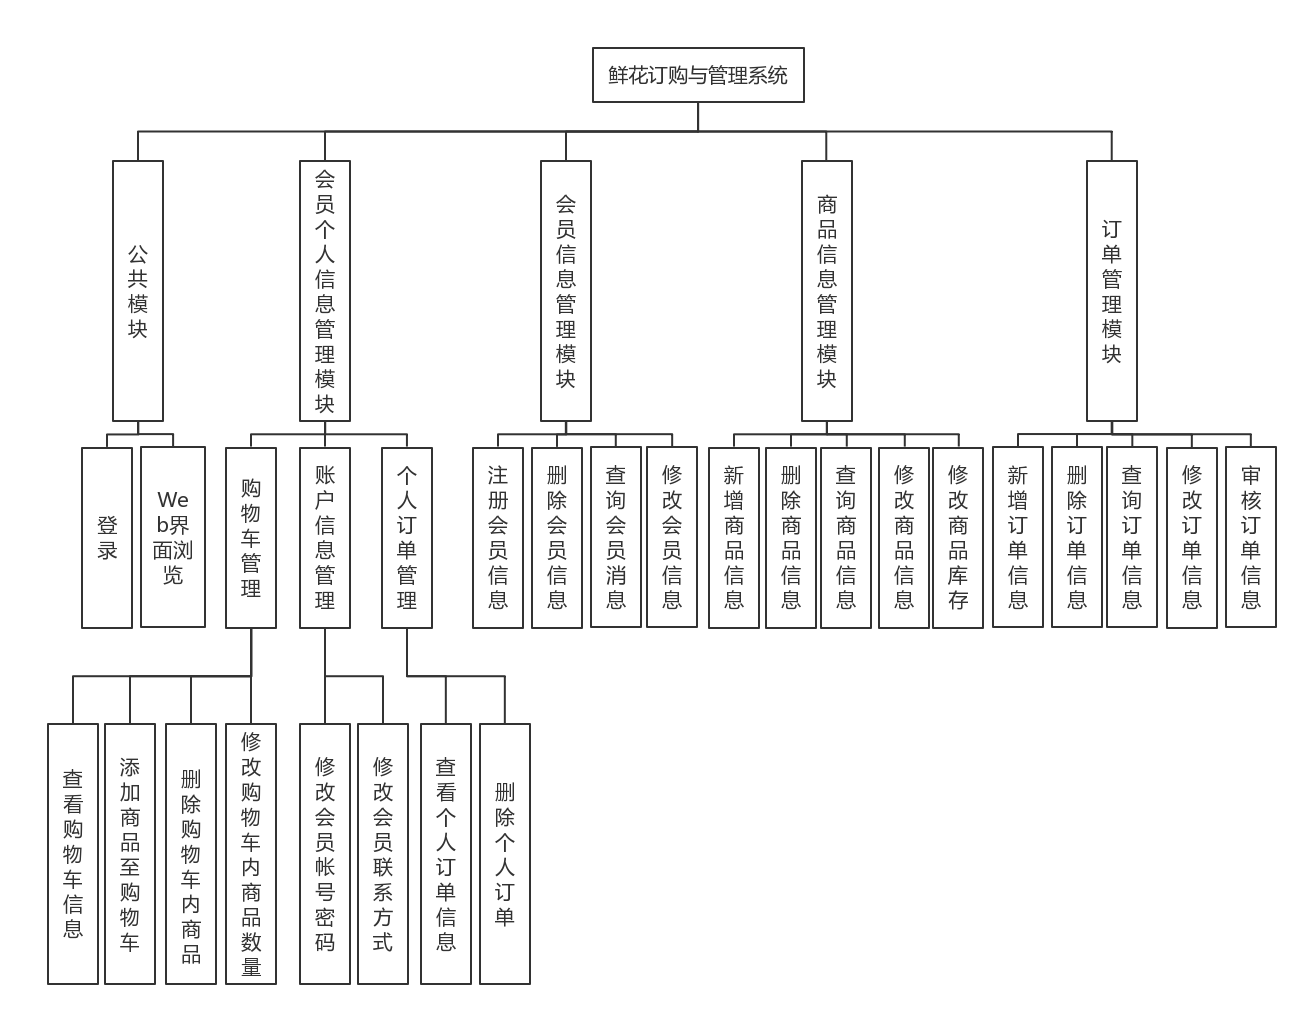 鲜花订购与管理系统
公共模块
会员个人信息管理模块
会员信息管理模块
商品信息管理模块
订单管理模块
登录
We
b界
面浏
览
购物车管理
账户信息管理
个人订单管理
注册会员信息
删除会员信息
查询会员消息
修改会员信息
新增商品信息
删除商品信息
查询商品信息
修改商品信息
修改商品库存
新增订单信息
删除订单信息
查询订单信息
修改订单信息
审核订单信息
查看购物车信息
添加商品至购物车
删除购物车内商品
修改购物车内商品数量
修改会员帐号密码
修改会员联系方式
查看个人订单信息
删除个人订单